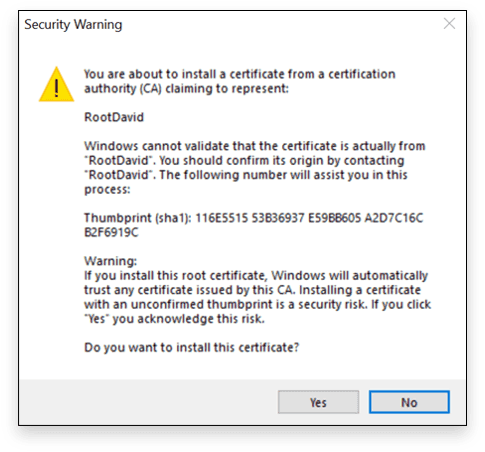 Security Warning
You are about to install a certificate from a certification
authority (CA) claiming to represent:
RootDavid
Windows cannot validate that the certificate is actually from
"RootDavid". You should confirm its origin by contacting
"RootDavid". The following number will assist you in this
process:
Thumbprint (sha1): 116E5515 53B36937 E59BB605 A2D7C16C
B2F6919C
Warning:
If you install this root certificate, Windows will automatically
trust any certificate issued by this CA. Installing a certificate
with an unconfirmed thumbprint is a security risk. If you click
"Yes" you acknowledge this risk.
Do you want to install this certificate?
Yes No